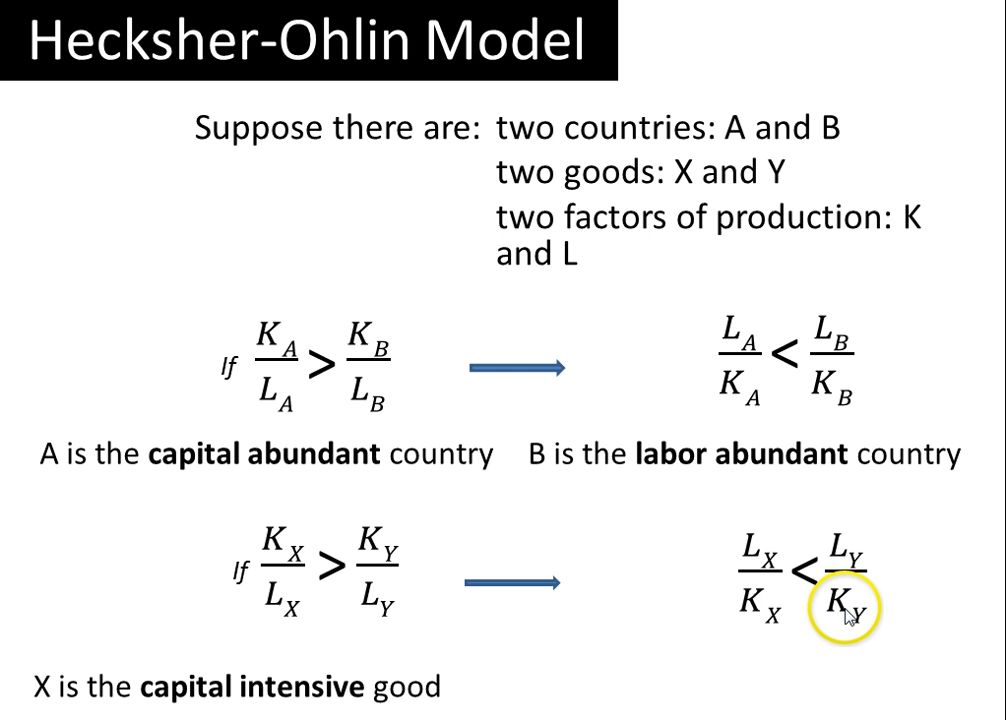 Hecksher-Ohlin Model
Suppose there are: two countries: A and B
two goods: X and Y
two factors of production: K
and L
If K_A/L_A > K_B/L_B L_A/K_A < L_B/K_B
A is the capital abundant country B is the labor abundant country
If K_X/L_X > K_Y/L_Y L_X/K_X < L_Y/K_Y
X is the capital intensive good